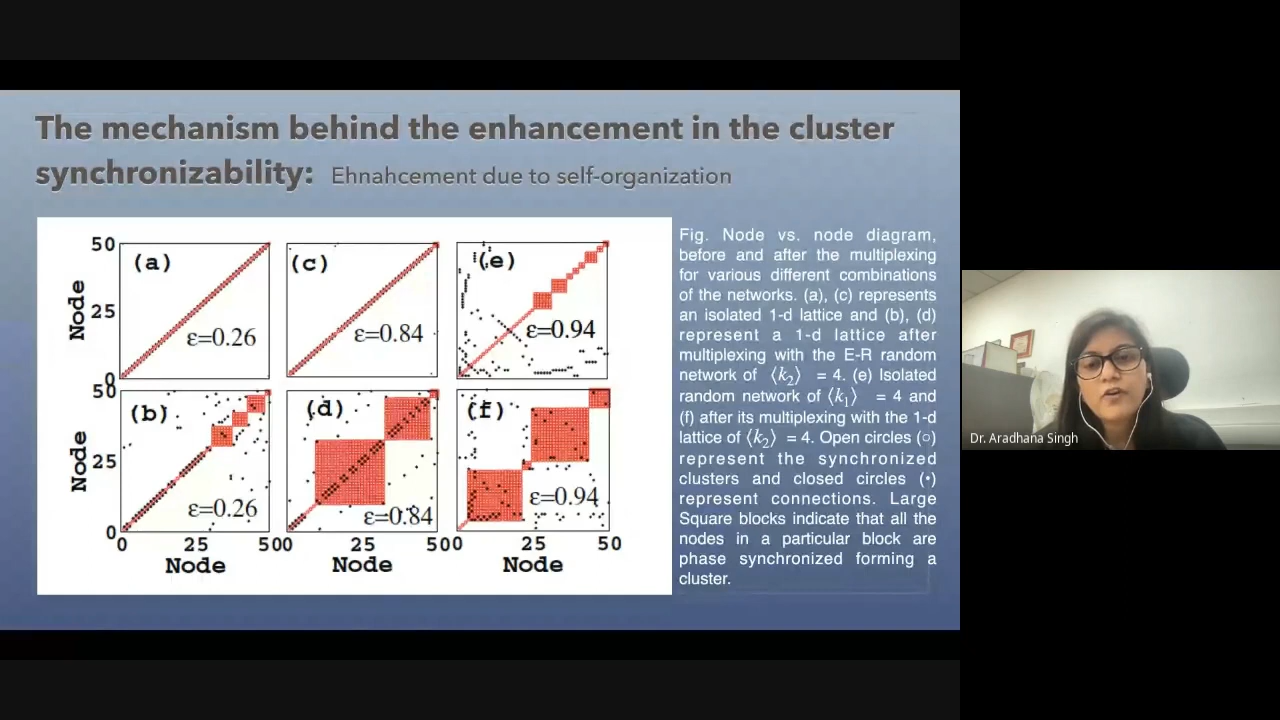 The mechanism behind the enhancement in the cluster
synchronizability: Ehnahcement due to self-organization
50
(a)
(c)
(e)
Node
25
ε=0.26
ε=0.84
ε=0.94
0
50
(b)
(d)
(f)
Node
25
ε=0.26
ε=0.84
ε=0.94
0
0 25 50 0 25 50 0 25 50
Node Node Node
Fig. Node vs. node diagram,
before and after the multiplexing
for various different combinations
of the networks. (a), (c) represents
an isolated 1-d lattice and (b), (d)
represent a 1-d lattice after
multiplexing with the E-R random
network of ⟨k₂⟩ = 4. (e) Isolated
random network of ⟨k₁⟩ = 4 and
(f) after its multiplexing with the 1-d
lattice of ⟨k₂⟩ = 4. Open circles (○)
represent the synchronized
clusters and closed circles (•)
represent connections. Large
Square blocks indicate that all the
nodes in a particular block are
phase synchronized forming a
cluster.
Dr. Aradhana Singh